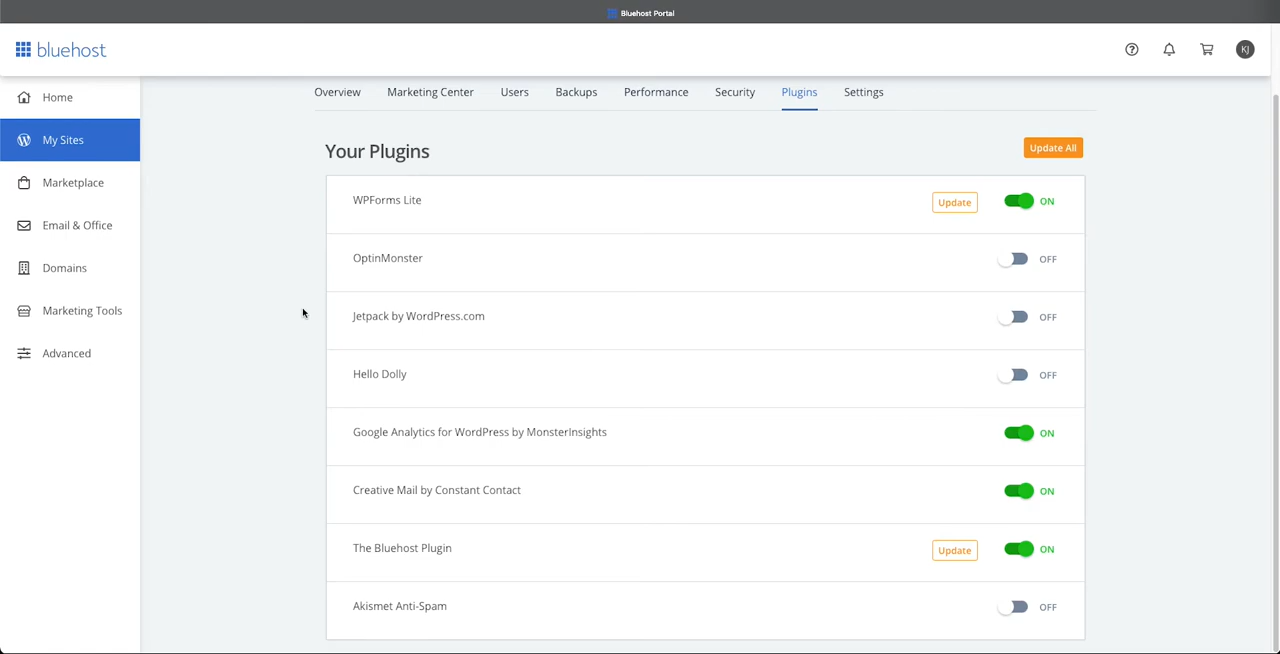 Bluehost Portal
bluehost
KJ
Home
My Sites
Marketplace
Email & Office
Domains
Marketing Tools
Advanced
Overview Marketing Center Users Backups Performance Security Plugins Settings
Your Plugins Update All
WPForms Lite Update ON
OptinMonster OFF
Jetpack by WordPress.com OFF
Hello Dolly OFF
Google Analytics for WordPress by MonsterInsights ON
Creative Mail by Constant Contact ON
The Bluehost Plugin Update ON
Akismet Anti-Spam OFF